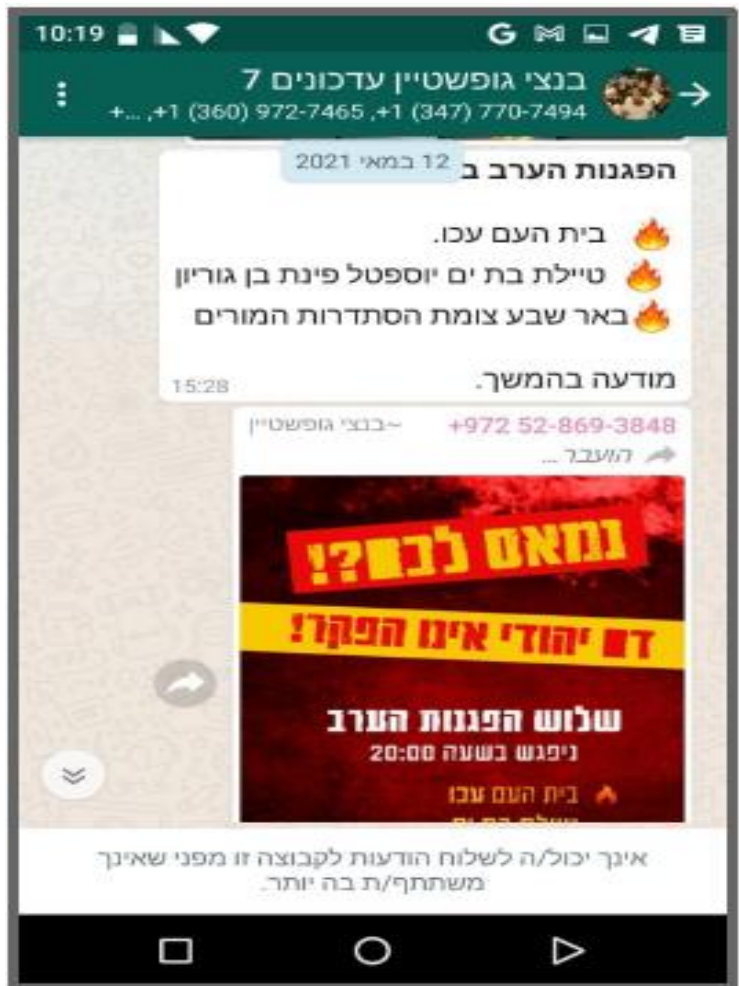 10:19
בנצי גופשטיין עדכונים 7
+1 (360) 972-7465, +1 (347) 770-7494, +...
12 במאי 2021
הפגנות הערב ב
🔥 בית העם עכו.
🔥 טיילת בת ים יוספטל פינת בן גוריון
🔥 באר שבע צומת הסתדרות המורים
מודעה בהמשך.
15:28
+972 52-869-3848 ~בנצי גופשטיין
הועבר ...
נמאס לכם?!
דם יהודי אינו הפקר!
שלוש הפגנות הערב
ניפגש בשעה 20:00
🔥 בית העם עכו
אינך יכול/ה לשלוח הודעות לקבוצה זו מפני שאינך
משתתף/ת בה יותר.